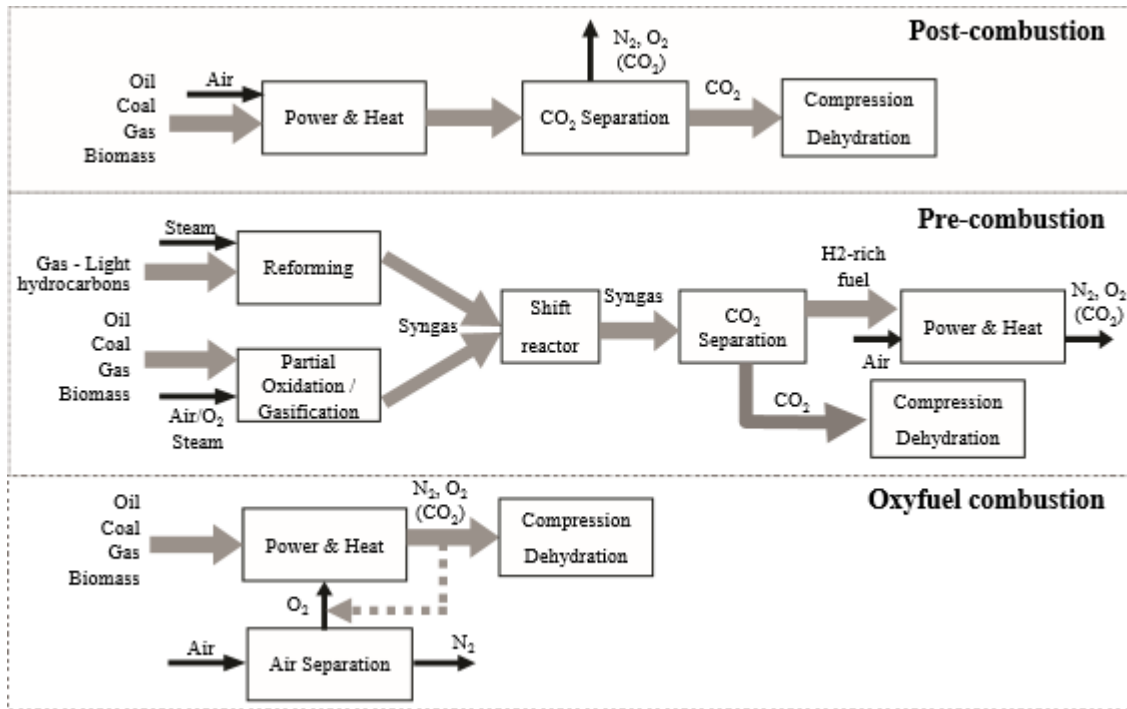 Post-combustion
N₂, O₂
(CO₂)
Oil
Coal
Gas
Biomass
Air
Power & Heat
CO₂ Separation
CO₂
Compression
Dehydration
Pre-combustion
Steam
Gas - Light
hydrocarbons
Reforming
Oil
Coal
Gas
Biomass
Air/O₂
Steam
Partial
Oxidation /
Gasification
Syngas
Shift
reactor
Syngas
CO₂
Separation
H2-rich
fuel
Air
Power & Heat
N₂, O₂
(CO₂)
CO₂
Compression
Dehydration
Oxyfuel combustion
Oil
Coal
Gas
Biomass
Power & Heat
N₂, O₂
(CO₂)
Compression
Dehydration
O₂
Air
Air Separation
N₂